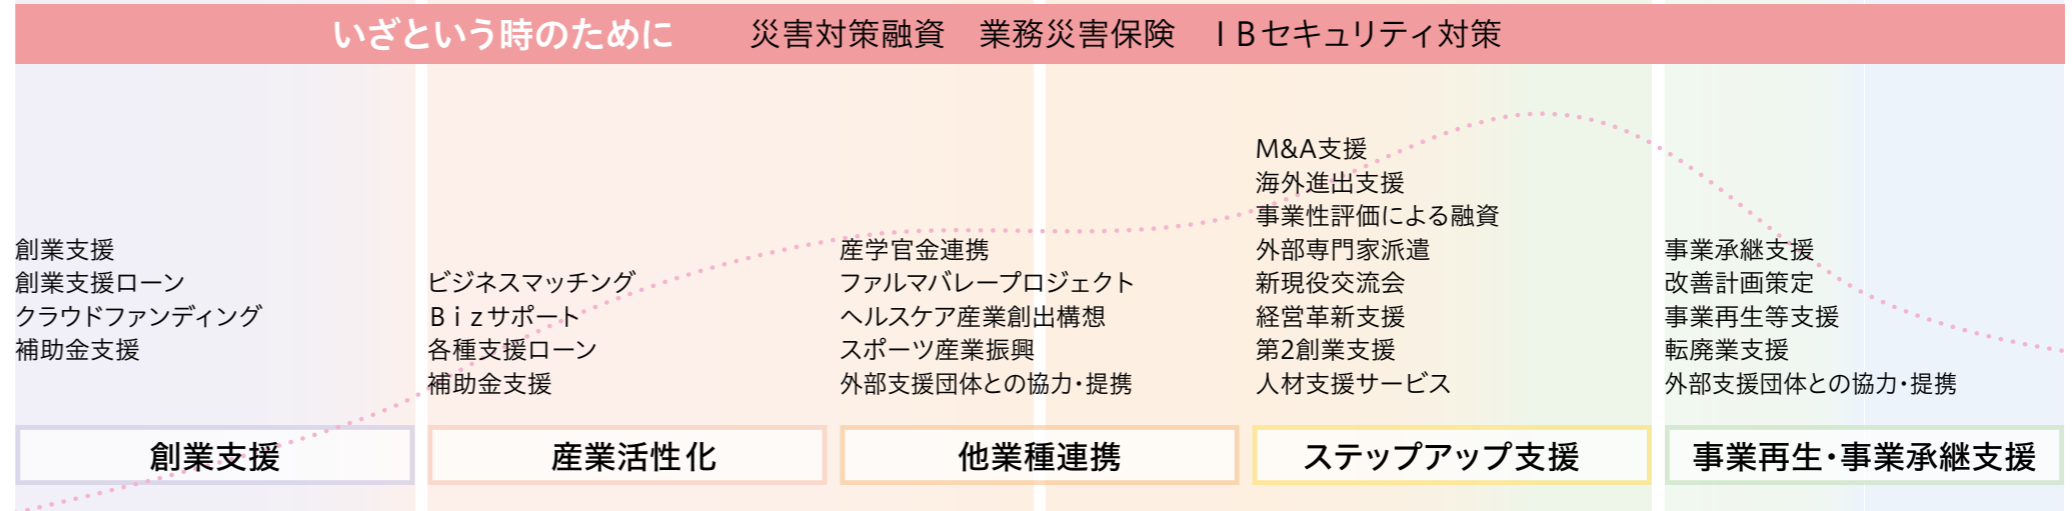 いざという時のために　災害対策融資　業務災害保険　ＩＢセキュリティ対策
創業支援
創業支援ローン
クラウドファンディング
補助金支援
創業支援
ビジネスマッチング
Ｂｉｚサポート
各種支援ローン
補助金支援
産業活性化
産学官金連携
ファルマバレープロジェクト
ヘルスケア産業創出構想
スポーツ産業振興
外部支援団体との協力・提携
他業種連携
M&A支援
海外進出支援
事業性評価による融資
外部専門家派遣
新現役交流会
経営革新支援
第2創業支援
人材支援サービス
ステップアップ支援
事業承継支援
改善計画策定
事業再生等支援
転廃業支援
外部支援団体との協力・提携
事業再生・事業承継支援